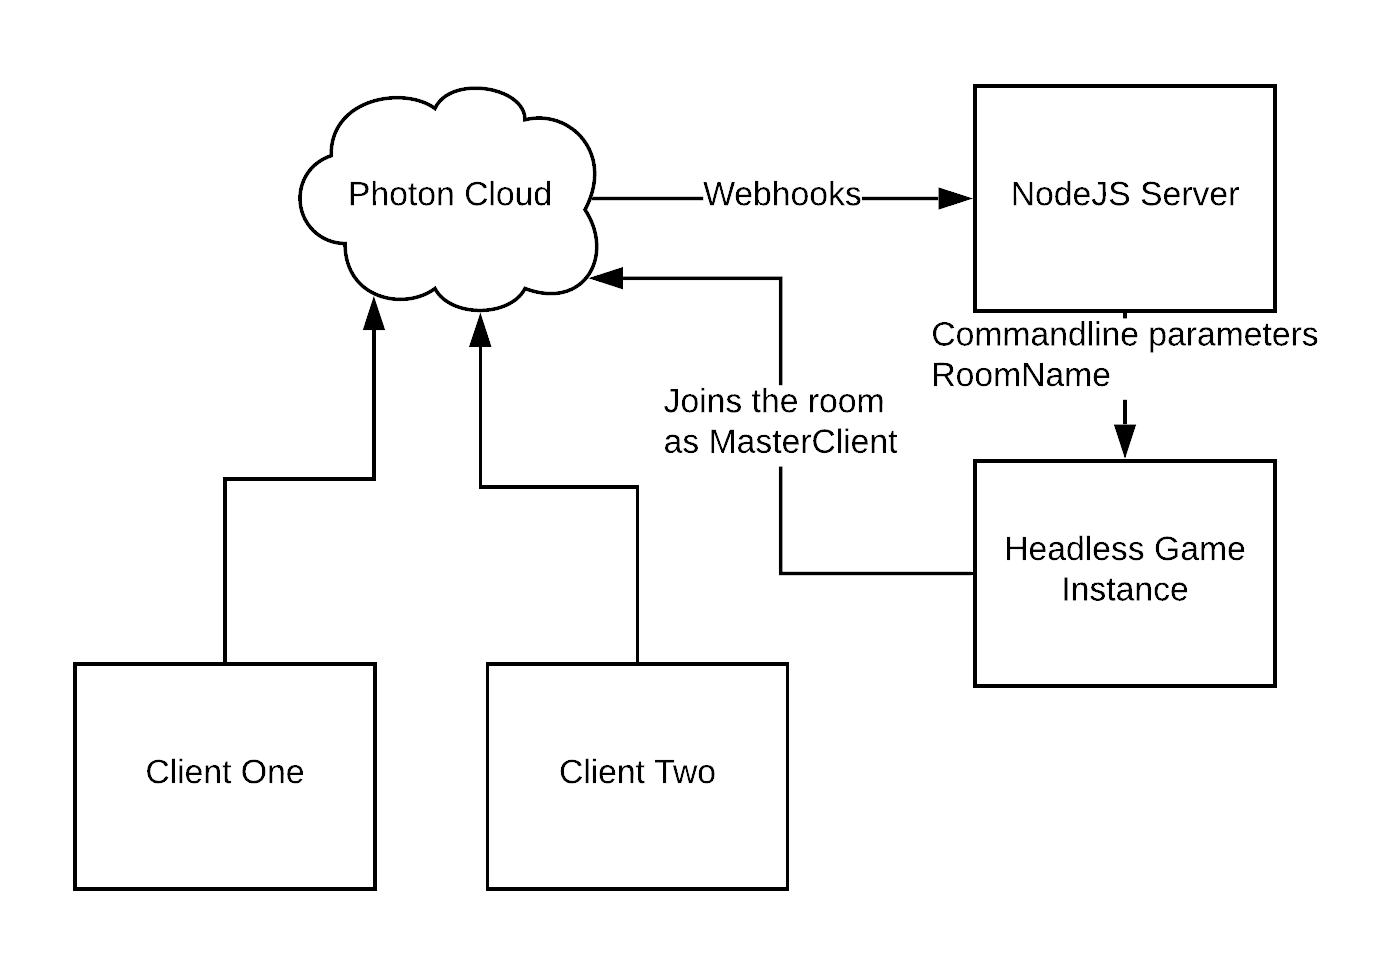 Photon Cloud
Webhooks
NodeJS Server
Commandline parameters
RoomName
Joins the room
as MasterClient
Headless Game
Instance
Client One
Client Two